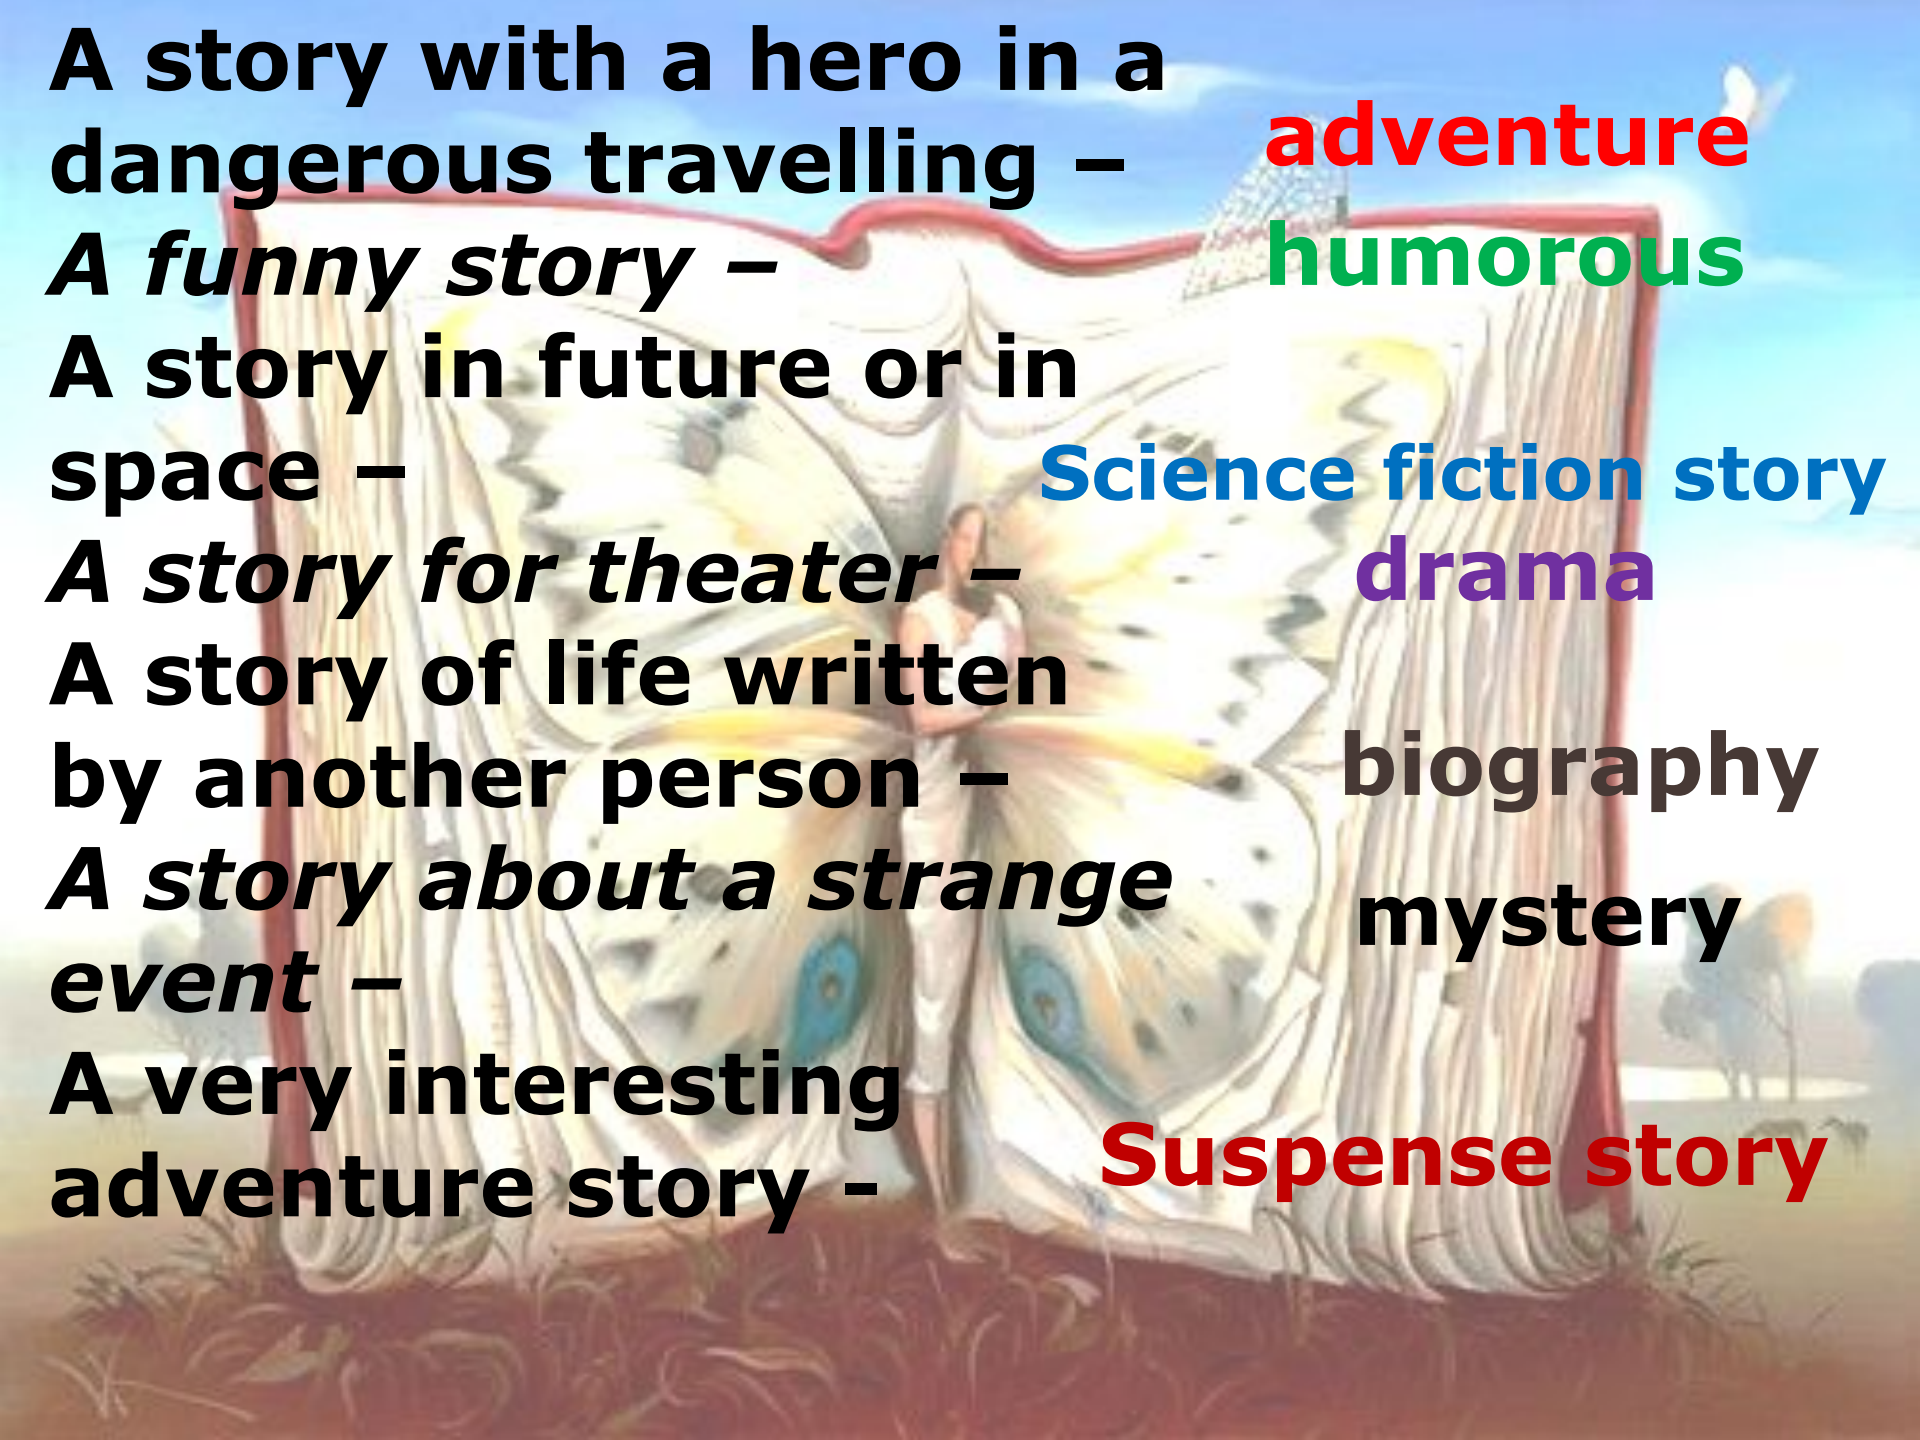 A story with a hero in a
dangerous travelling –
adventure
A funny story –
humorous
A story in future or in
space –
Science fiction story
A story for theater –
drama
A story of life written
by another person –
biography
A story about a strange
event –
mystery
A very interesting
adventure story -
Suspense story